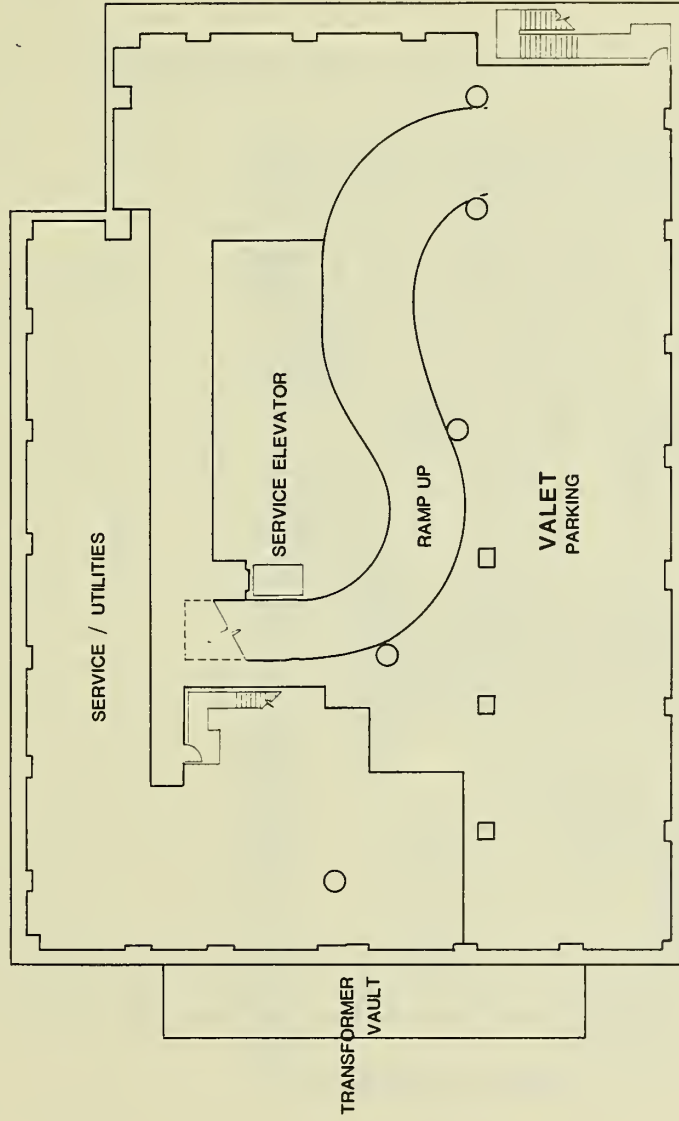 SERVICE / UTILITIES
SERVICE ELEVATOR
RAMP UP
VALET
PARKING
TRANSFORMER
VAULT